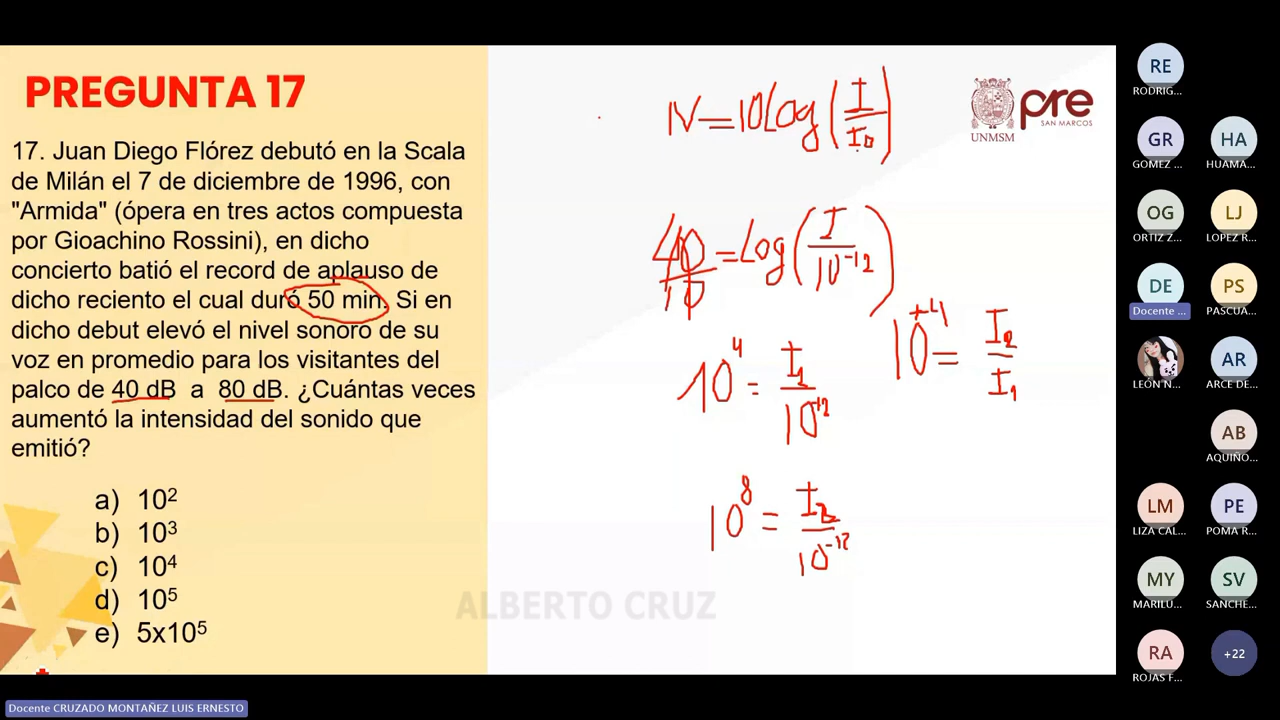 PREGUNTA 17
17. Juan Diego Flórez debutó en la Scala
de Milán el 7 de diciembre de 1996, con
"Armida" (ópera en tres actos compuesta
por Gioachino Rossini), en dicho
concierto batió el record de aplauso de
dicho reciento el cual duró 50 min. Si en
dicho debut elevó el nivel sonoro de su
voz en promedio para los visitantes del
palco de 40 dB a 80 dB. ¿Cuántas veces
aumentó la intensidad del sonido que
emitió?
a) 10²
b) 10³
c) 10⁴
d) 10⁵
e) 5x10⁵
IV = 10 Log (I/I₀)
40/10 = Log (I/10⁻¹²)
10⁴ = I₁/10⁻¹²
10⁺⁴ = I₂/I₁
10⁸ = I₂/10⁻¹²
UNMSM
pre
SAN MARCOS
ALBERTO CRUZ
RE
RODRIG...
GR
GOMEZ ...
HA
HUAMA...
OG
ORTIZ Z...
LJ
LOPEZ R...
DE
Docente ...
PS
PASCUA...
LEÓN N...
AR
ARCE DE...
AB
AQUIÑO...
LM
LIZA CAL...
PE
POMA R...
MY
MARILU...
SV
SANCHE...
RA
ROJAS F...
+22
Docente CRUZADO MONTAÑEZ LUIS ERNESTO